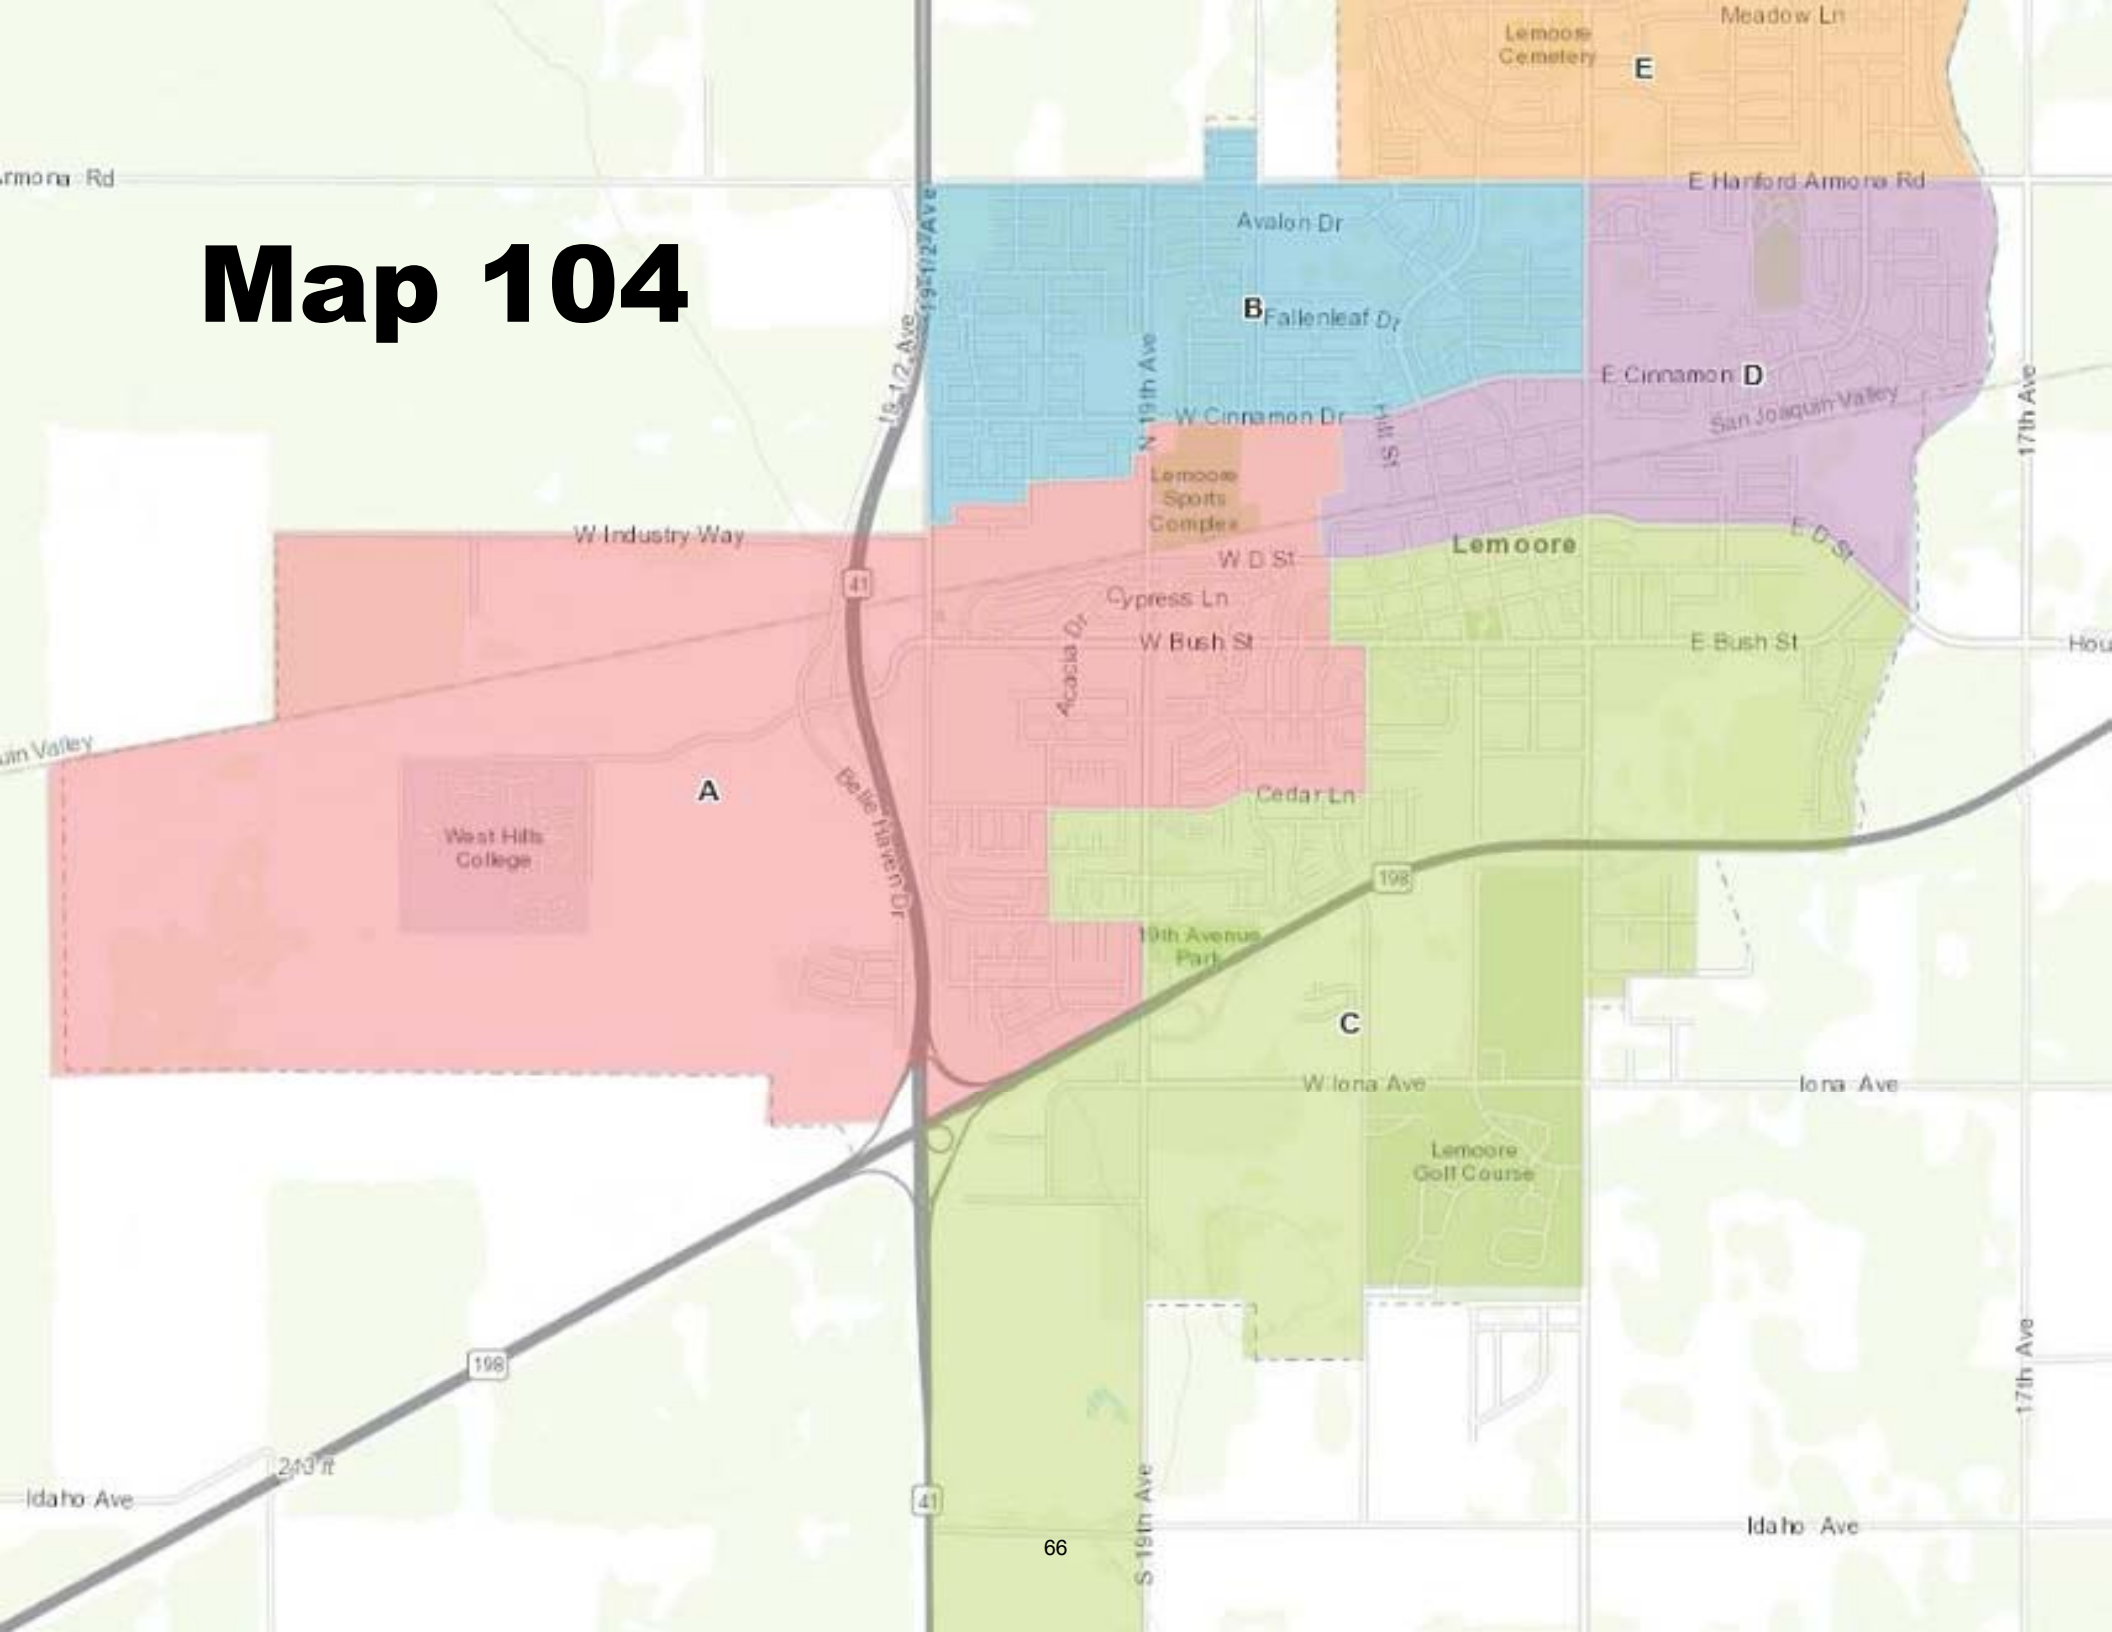 Meadow Ln
Lemoore
Cemetery
E
rmona Rd
E Hanford Armona Rd
19-1/2 Ave
Avalon Dr
Map 104
B
Fallenleaf Dr
19-1/2 Ave
N 19th Ave
E Cinnamon
D
San Joaquin Valley
17th Ave
W Cinnamon Dr
Hill St
Lemoore
Sports
Complex
W Industry Way
W D St
Lemoore
E D St
41
Cypress Ln
Acacia Dr
W Bush St
E Bush St
Hou
uin Valley
A
Belle Haven Dr
Cedar Ln
West Hills
College
198
19th Avenue
Park
C
W Iona Ave
Iona Ave
Lemoore
Golf Course
198
17th Ave
243 ft
Idaho Ave
41
S 19th Ave
66
Idaho Ave